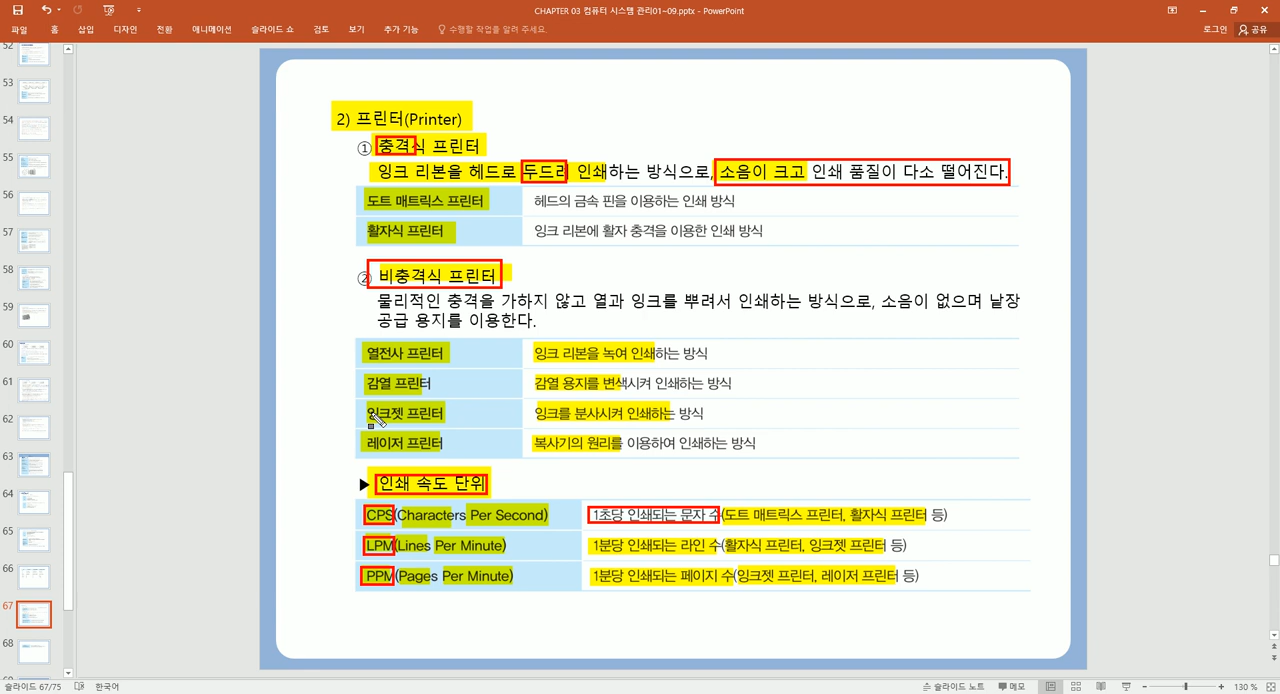 CHAPTER 03 컴퓨터 시스템 관리01~09.pptx - PowerPoint
파일 홈 삽입 디자인 전환 애니메이션 슬라이드 쇼 검토 보기 추가 기능 수행할 작업을 알려 주세요. 로그인 공유
52
53
54
55
56
57
58
59
60
61
62
63
64
65
66
67
68
2) 프린터(Printer)
① 충격식 프린터
잉크 리본을 헤드로 두드려 인쇄하는 방식으로, 소음이 크고 인쇄 품질이 다소 떨어진다.
도트 매트릭스 프린터 헤드의 금속 핀을 이용하는 인쇄 방식
활자식 프린터 잉크 리본에 활자 충격을 이용한 인쇄 방식
② 비충격식 프린터
물리적인 충격을 가하지 않고 열과 잉크를 뿌려서 인쇄하는 방식으로, 소음이 없으며 낱장
공급 용지를 이용한다.
열전사 프린터 잉크 리본을 녹여 인쇄하는 방식
감열 프린터 감열 용지를 변색시켜 인쇄하는 방식
잉크젯 프린터 잉크를 분사시켜 인쇄하는 방식
레이저 프린터 복사기의 원리를 이용하여 인쇄하는 방식
▶ 인쇄 속도 단위
CPS(Characters Per Second) 1초당 인쇄되는 문자 수(도트 매트릭스 프린터, 활자식 프린터 등)
LPM(Lines Per Minute) 1분당 인쇄되는 라인 수(활자식 프린터, 잉크젯 프린터 등)
PPM(Pages Per Minute) 1분당 인쇄되는 페이지 수(잉크젯 프린터, 레이저 프린터 등)
슬라이드 67/75 한국어 슬라이드 노트 메모 130 %